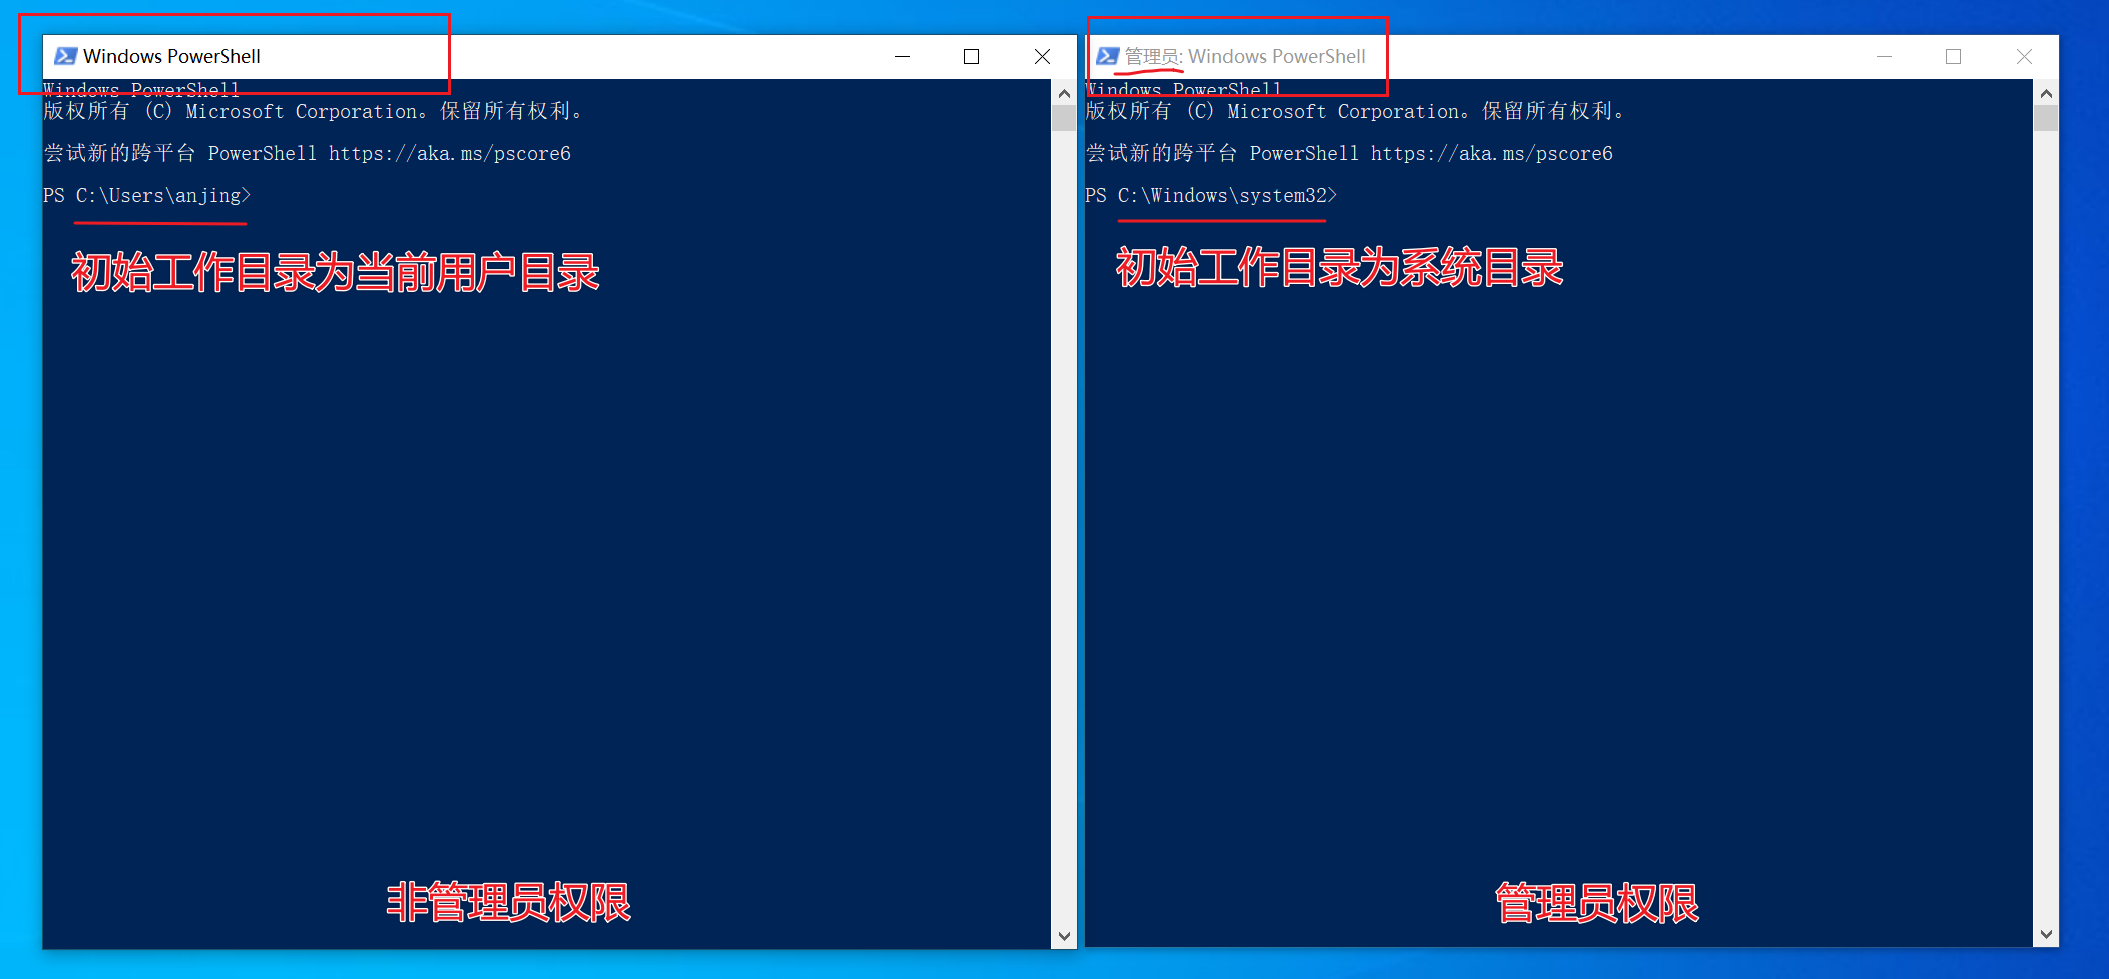 Windows PowerShell
Windows PowerShell
版权所有 (C) Microsoft Corporation。保留所有权利。
尝试新的跨平台 PowerShell https://aka.ms/pscore6
PS C:\Users\anjing>
初始工作目录为当前用户目录
非管理员权限
管理员: Windows PowerShell
Windows PowerShell
版权所有 (C) Microsoft Corporation。保留所有权利。
尝试新的跨平台 PowerShell https://aka.ms/pscore6
PS C:\Windows\system32>
初始工作目录为系统目录
管理员权限